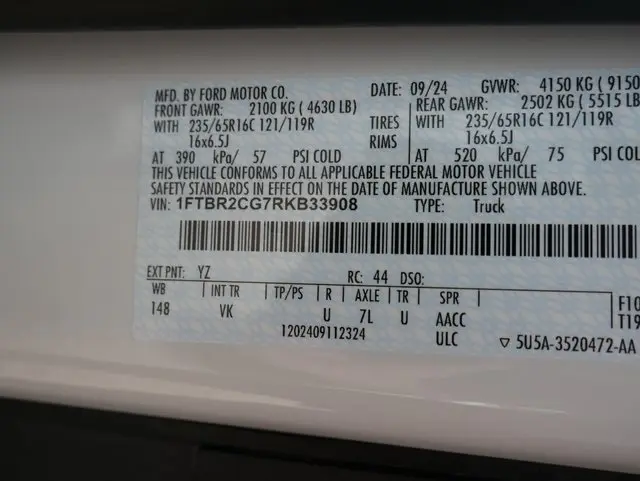 MFD. BY FORD MOTOR CO. DATE: 09/24 GVWR: 4150 KG ( 9150
FRONT GAWR: 2100 KG ( 4630 LB) REAR GAWR: 2502 KG ( 5515 LB
WITH 235/65R16C 121/119R TIRES WITH 235/65R16C 121/119R
16x6.5J RIMS 16x6.5J
AT 390 kPa/ 57 PSI COLD AT 520 kPa/ 75 PSI COL
THIS VEHICLE CONFORMS TO ALL APPLICABLE FEDERAL MOTOR VEHICLE
SAFETY STANDARDS IN EFFECT ON THE DATE OF MANUFACTURE SHOWN ABOVE.
VIN: 1FTBR2CG7RKB33908 TYPE: Truck
EXT PNT: YZ RC: 44 DSO:
WB | INT TR | TP/PS | R | AXLE | TR | SPR | F10
148 VK U 7L U AACC T19
1202409112324 ULC ▽ 5U5A-3520472-AA